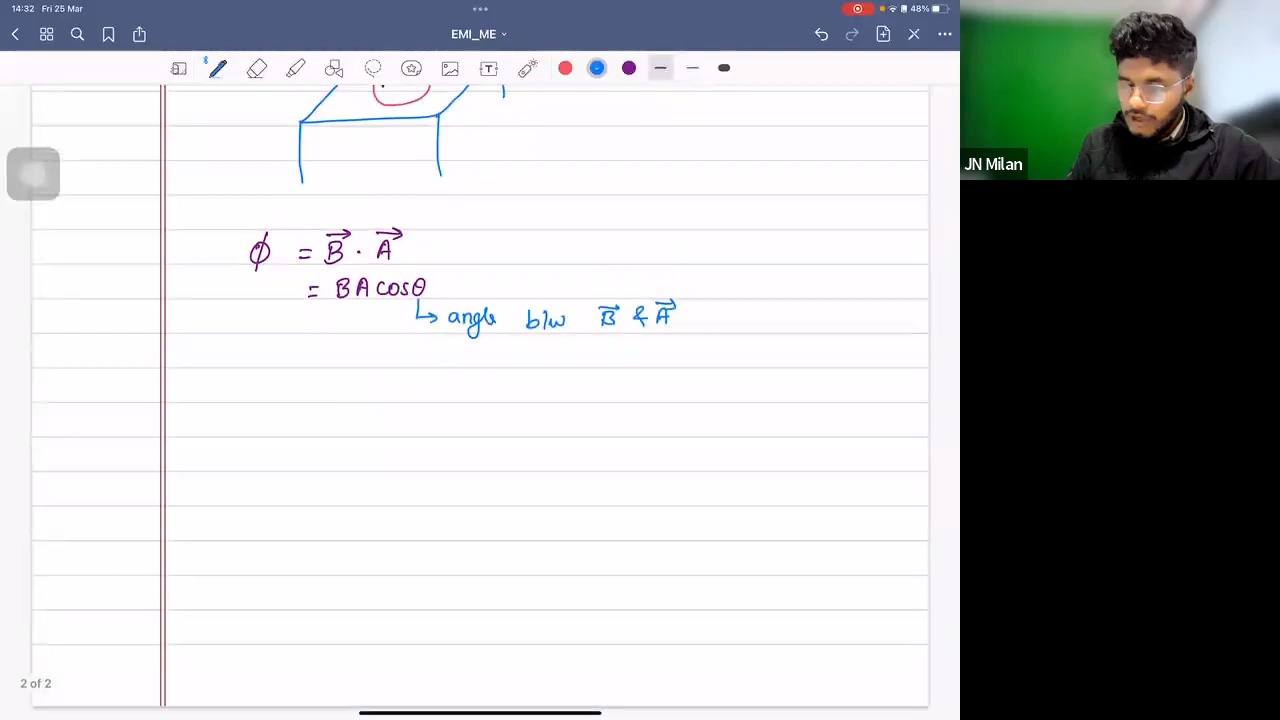 14:32 Fri 25 Mar
48%
EMI_ME
JN Milan
ϕ = B⃗ · A⃗
= BA cosθ
↳ angle b/w B⃗ & A⃗
2 of 2